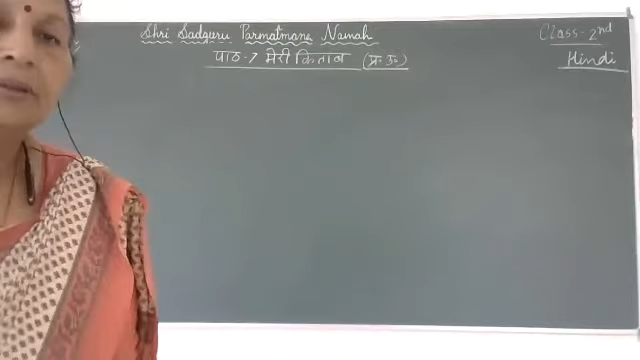 Shri Sadguru Parmatmane Namah
Class - 2nd
पाठ-7 मेरी किताब (प्र॰ उ॰)
Hindi